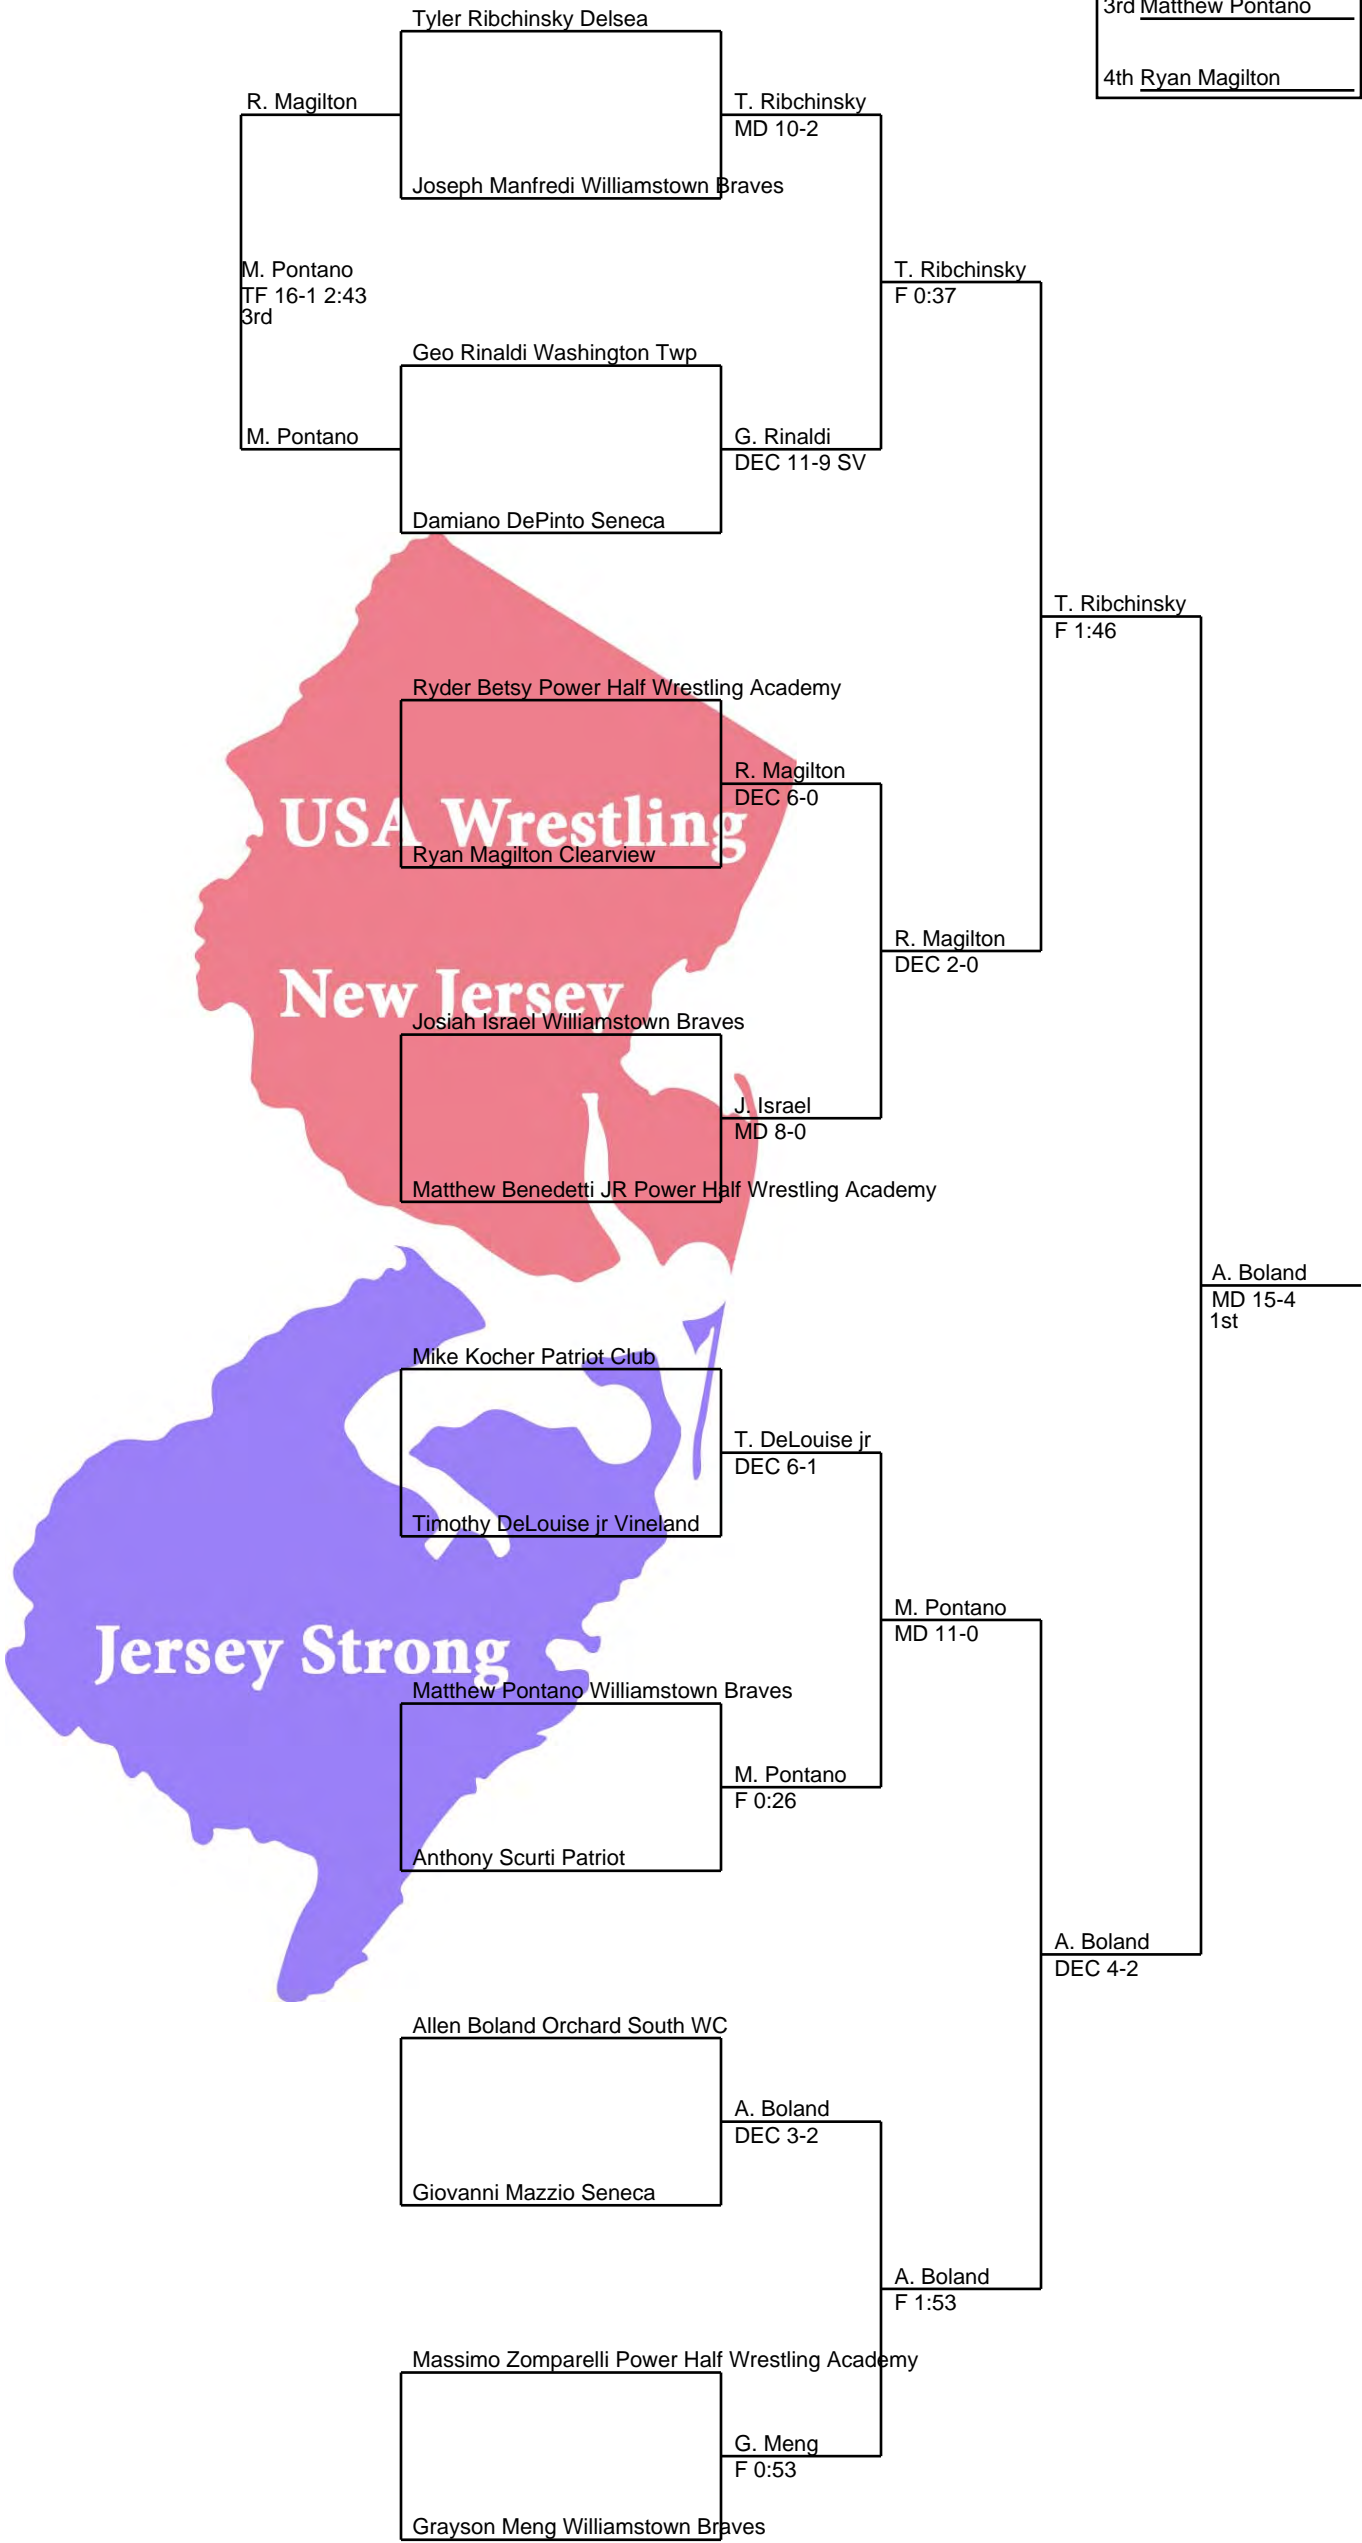 3rd Matthew Pontano
4th Ryan Magilton
Tyler Ribchinsky Delsea
R. Magilton
T. Ribchinsky
MD 10-2
Joseph Manfredi Williamstown Braves
M. Pontano
TF 16-1 2:43
3rd
T. Ribchinsky
F 0:37
Geo Rinaldi Washington Twp
M. Pontano
G. Rinaldi
DEC 11-9 SV
Damiano DePinto Seneca
T. Ribchinsky
F 1:46
Ryder Betsy Power Half Wrestling Academy
R. Magilton
DEC 6-0
USA Wrestling
Ryan Magilton Clearview
R. Magilton
DEC 2-0
New Jersey
Josiah Israel Williamstown Braves
J. Israel
MD 8-0
Matthew Benedetti JR Power Half Wrestling Academy
A. Boland
MD 15-4
1st
Mike Kocher Patriot Club
T. DeLouise jr
DEC 6-1
Timothy DeLouise jr Vineland
M. Pontano
MD 11-0
Jersey Strong
Matthew Pontano Williamstown Braves
M. Pontano
F 0:26
Anthony Scurti Patriot
A. Boland
DEC 4-2
Allen Boland Orchard South WC
A. Boland
DEC 3-2
Giovanni Mazzio Seneca
A. Boland
F 1:53
Massimo Zomparelli Power Half Wrestling Academy
G. Meng
F 0:53
Grayson Meng Williamstown Braves